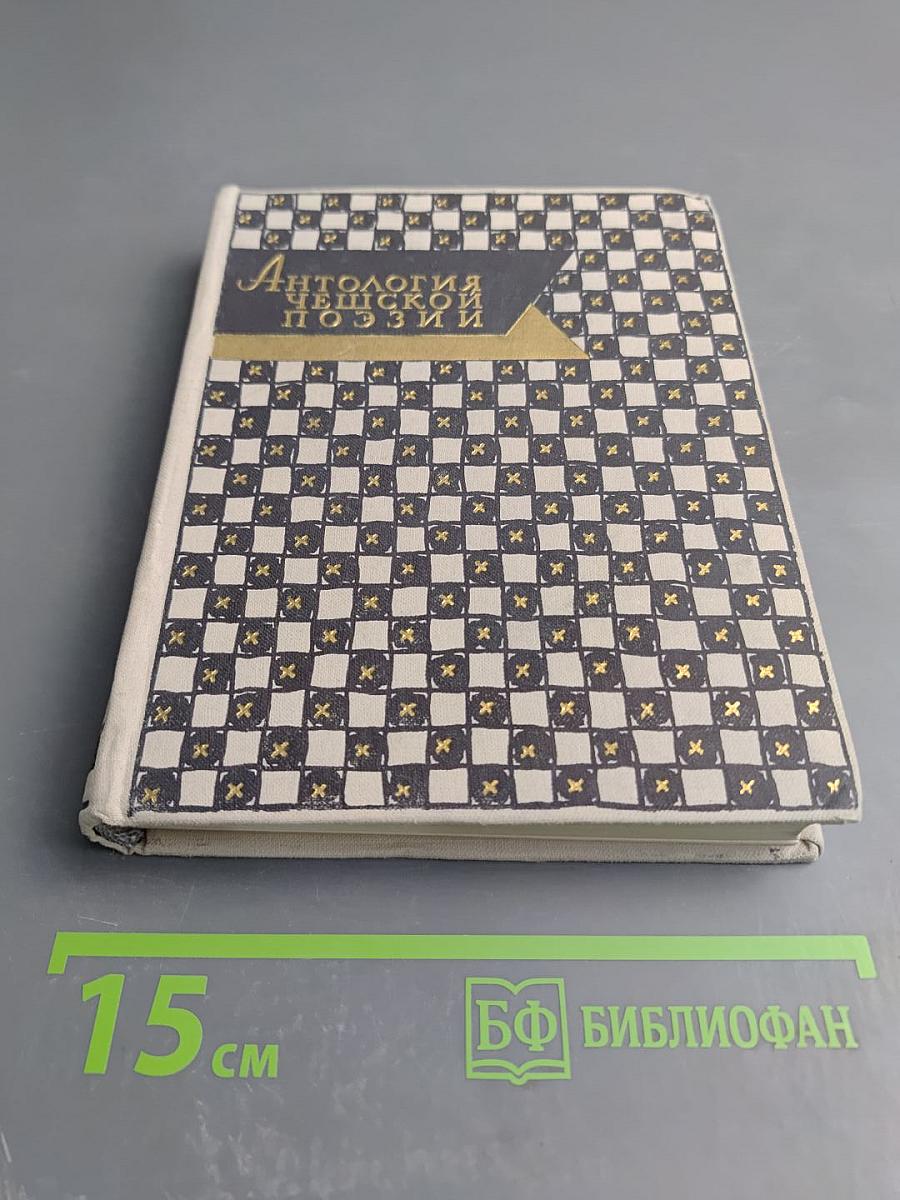 Антология
чешской
поэзии
15 см
БФ БИБЛИОФАН